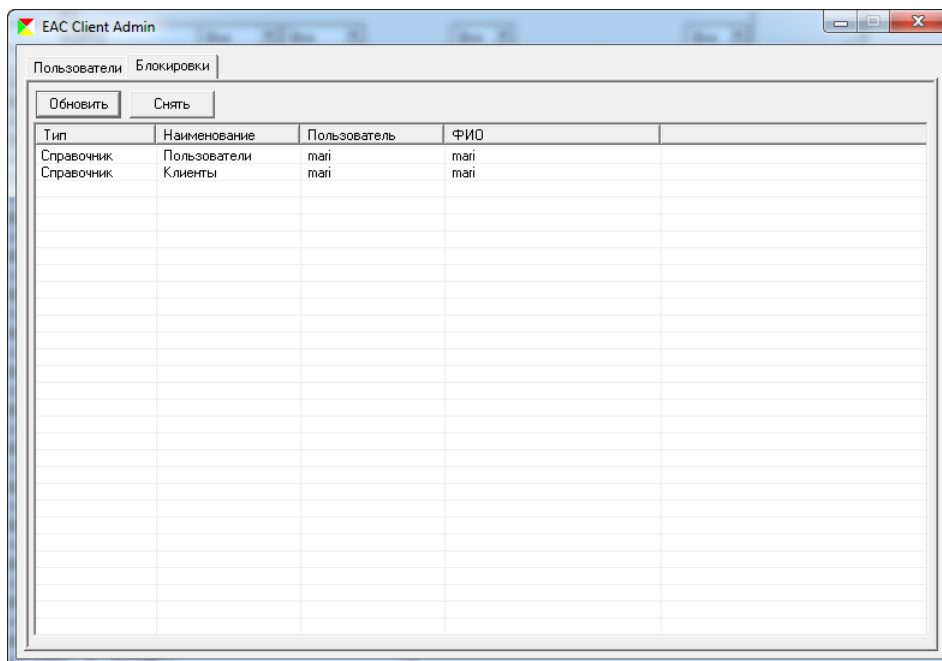 EAC Client Admin
Пользователи Блокировки
Обновить Снять
Тип Наименование Пользователь ФИО
Справочник Пользователи mari mari
Справочник Клиенты mari mari